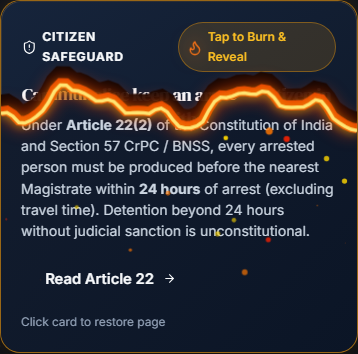 CITIZEN
SAFEGUARD
Tap to Burn &
Reveal
Under Article 22(2) of the Constitution of India
and Section 57 CrPC / BNSS, every arrested
person must be produced before the nearest
Magistrate within 24 hours of arrest (excluding
travel time). Detention beyond 24 hours
without judicial sanction is unconstitutional.
Read Article 22 →
Click card to restore page